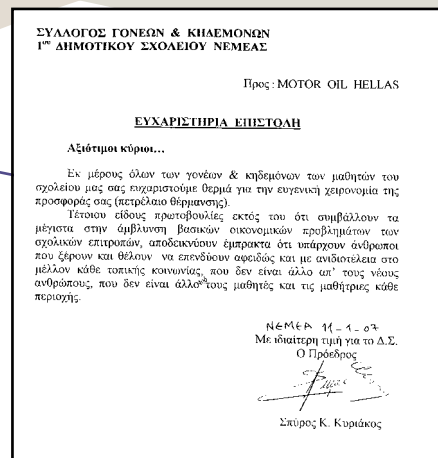 ΣΥΛΛΟΓΟΣ ΓΟΝΕΩΝ & ΚΗΔΕΜΟΝΩΝ
1ου ΔΗΜΟΤΙΚΟΥ ΣΧΟΛΕΙΟΥ ΝΕΜΕΑΣ
Προς : MOTOR OIL HELLAS
ΕΥΧΑΡΙΣΤΗΡΙΑ ΕΠΙΣΤΟΛΗ
Αξιότιμοι κύριοι…
Εκ μέρους όλων των γονέων & κηδεμόνων των μαθητών του
σχολείου μας σας ευχαριστούμε θερμά για την ευγενική χειρονομία της
προσφοράς σας (πετρέλαιο θέρμανσης).
Τέτοιου είδους πρωτοβουλίες εκτός του ότι συμβάλλουν τα
μέγιστα στην άμβλυνση βασικών οικονομικών προβλημάτων των
σχολικών επιτροπών, αποδεικνύουν έμπρακτα ότι υπάρχουν άνθρωποι
που ξέρουν και θέλουν να επενδύουν αφειδώς και με ανιδιοτέλεια στο
μέλλον κάθε τοπικής κοινωνίας, που δεν είναι άλλο απ' τους νέους
ανθρώπους, που δεν είναι άλλο τους μαθητές και τις μαθήτριες κάθε
περιοχής.
ΝΕΜΕΑ 11-1-07
Με ιδιαίτερη τιμή για το Δ.Σ.
Ο Πρόεδρος
Σπύρος Κ. Κυριάκος